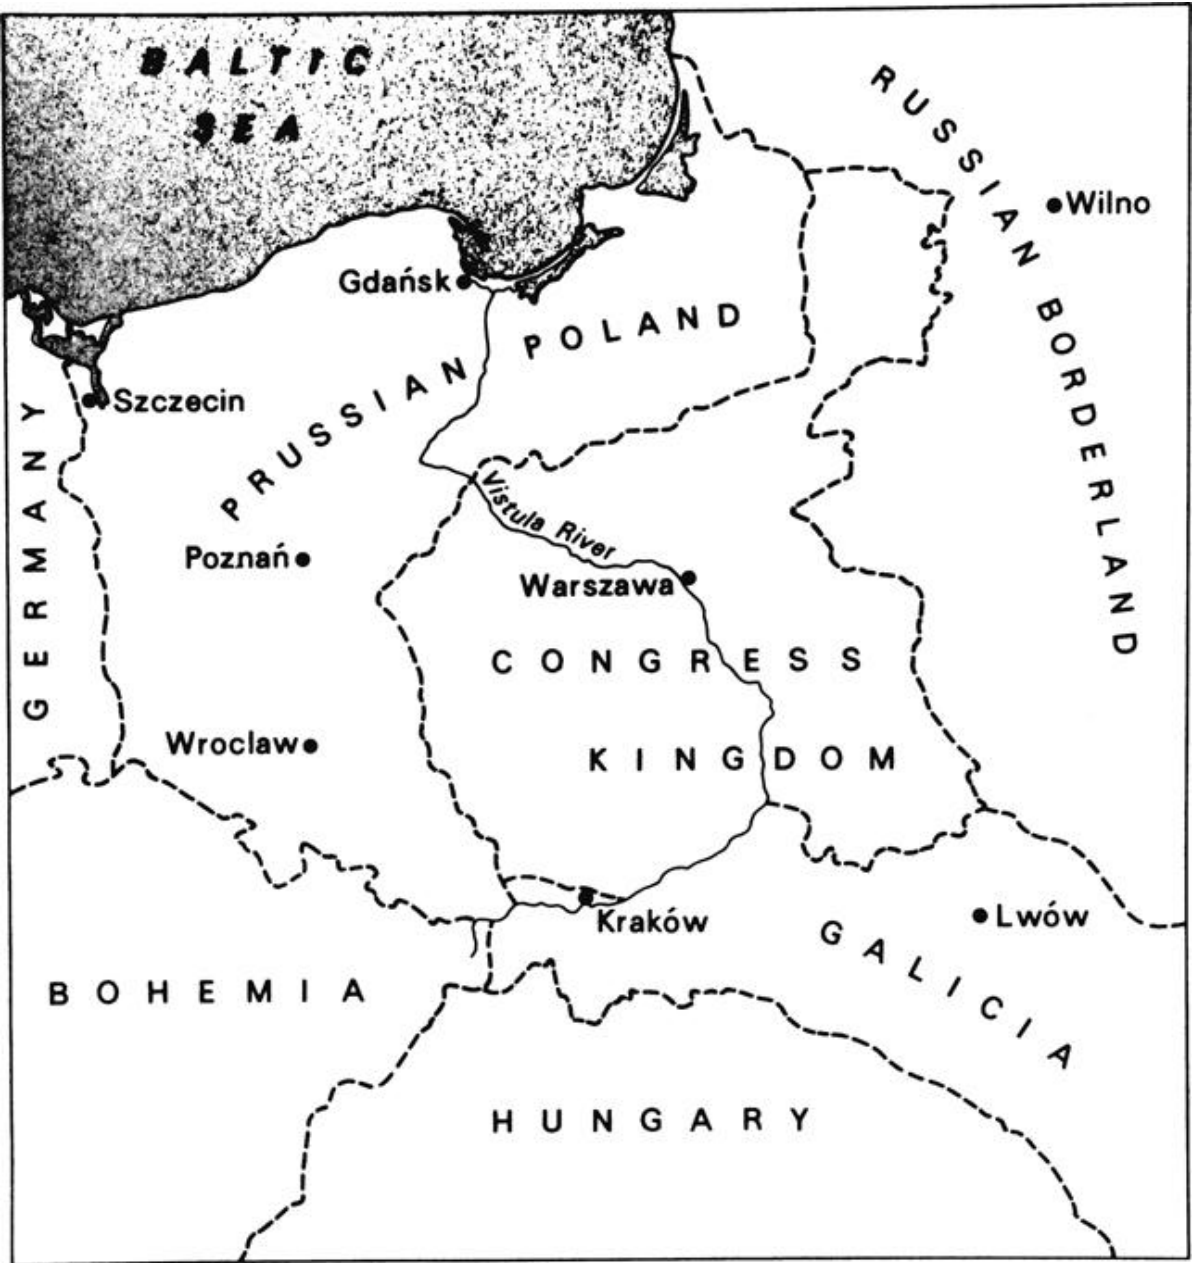 BALTIC
SEA
RUSSIAN BORDERLAND
Wilno
Gdańsk
PRUSSIAN POLAND
Szczecin
GERMANY
Vistula River
Poznań
Warszawa
CONGRESS
KINGDOM
Wroclaw
Kraków
Lwów
GALICIA
BOHEMIA
HUNGARY